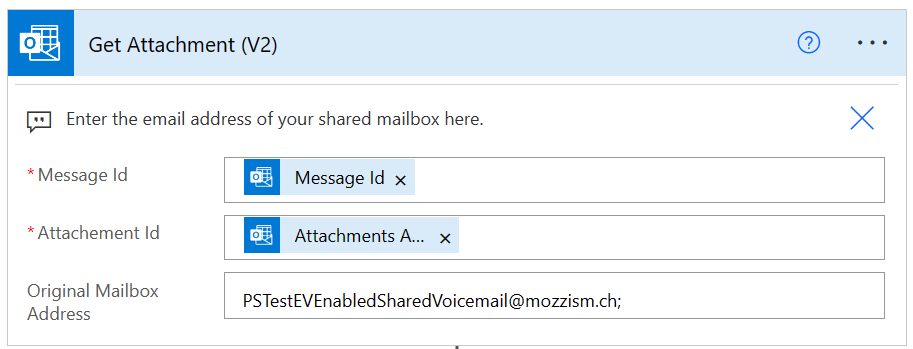 Get Attachment (V2)
Enter the email address of your shared mailbox here.
* Message Id
Message Id ×
* Attachement Id
Attachments A... ×
Original Mailbox
Address
PSTestEVEnabledSharedVoicemail@mozzism.ch;